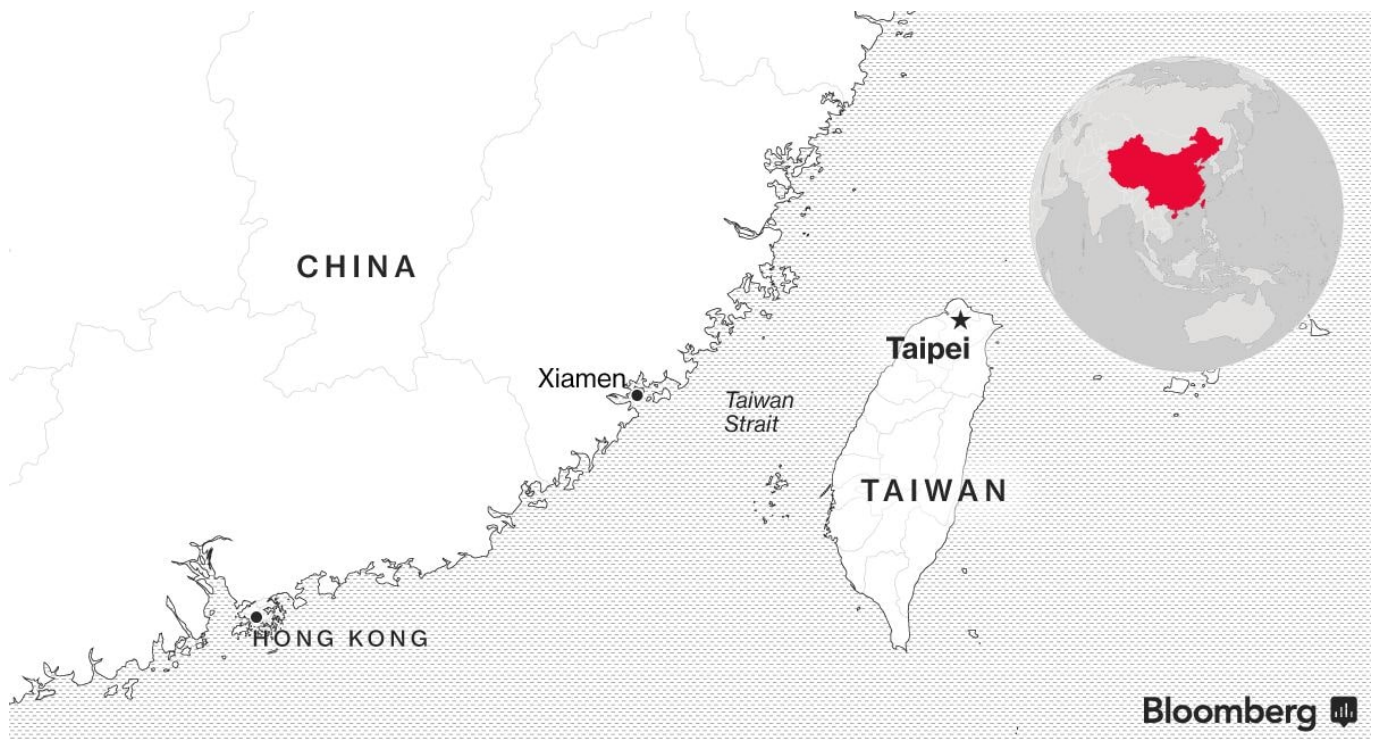 CHINA
Taipei
Xiamen
Taiwan
Strait
TAIWAN
HONG KONG
Bloomberg